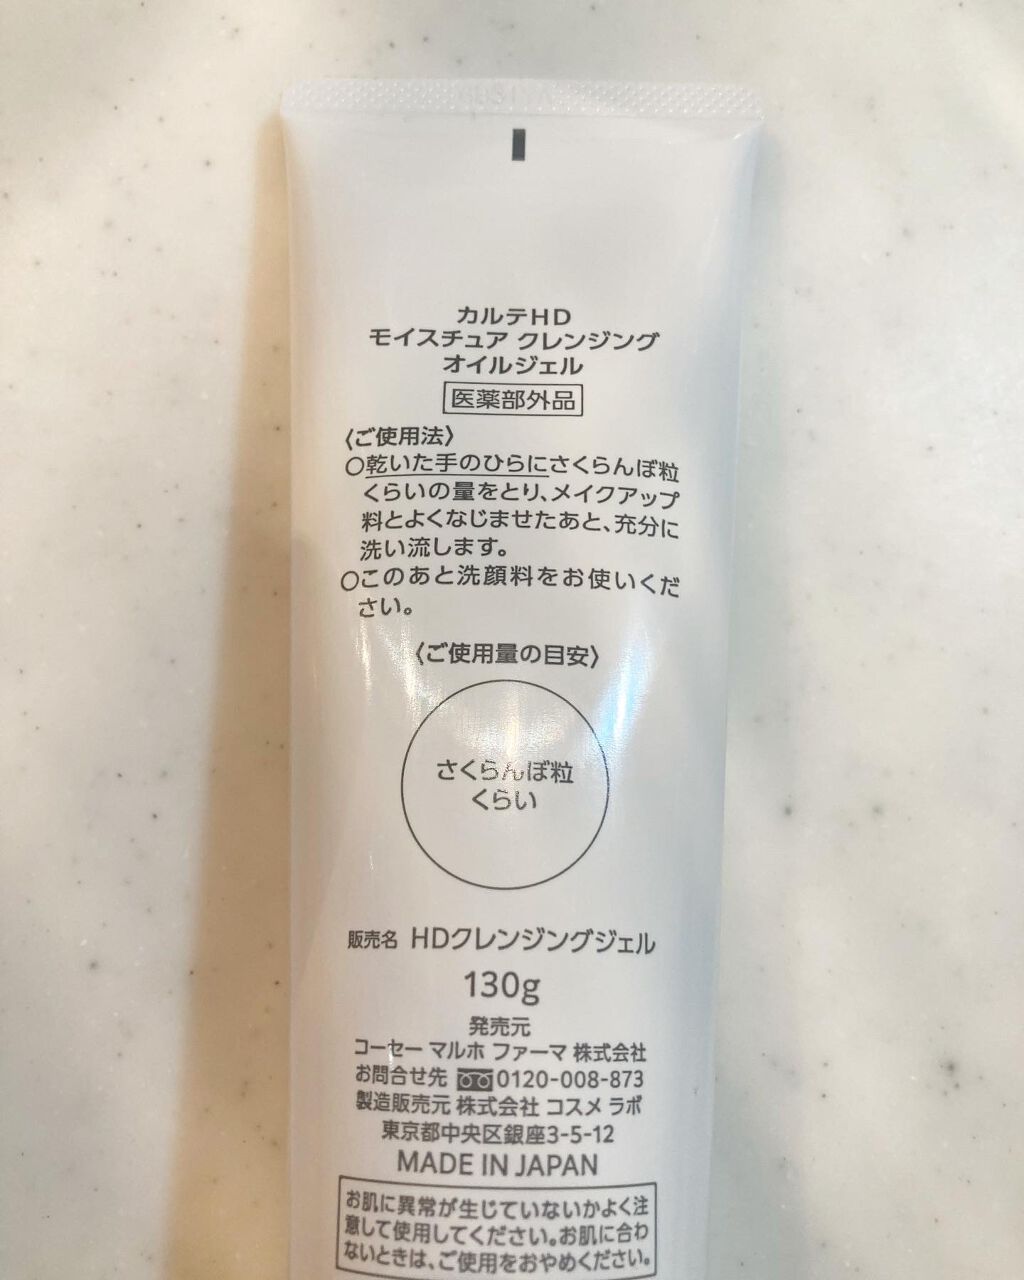 カルテHD
モイスチュア クレンジング
オイルジェル
医薬部外品
〈ご使用法〉
○乾いた手のひらにさくらんぼ粒
くらいの量をとり、メイクアップ
料とよくなじませたあと、充分に
洗い流します。
○このあと洗顔料をお使いくだ
さい。
〈ご使用量の目安〉
さくらんぼ粒
くらい
販売名 HDクレンジングジェル
130g
発売元
コーセー マルホ ファーマ 株式会社
お問合せ先 0120-008-873
製造販売元 株式会社 コスメ ラボ
東京都中央区銀座3-5-12
MADE IN JAPAN
お肌に異常が生じていないかよく注
意して使用してください。お肌に合わ
ないときは、ご使用をおやめください。